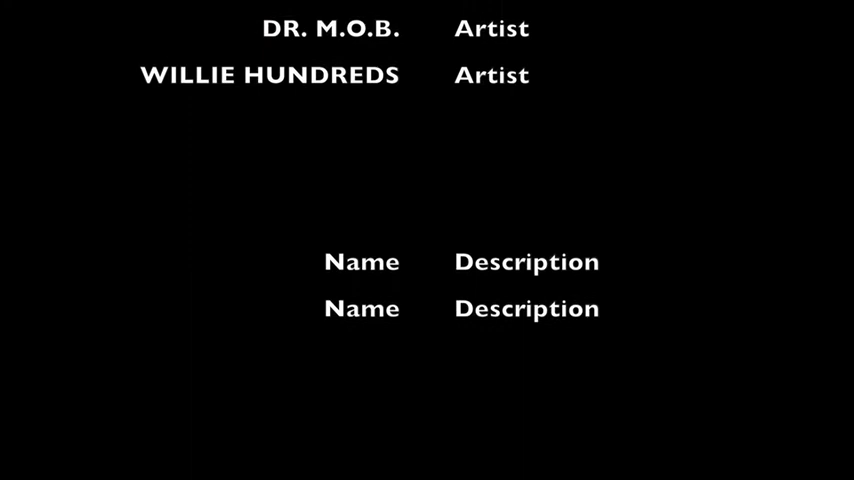 DR. M.O.B. Artist
WILLIE HUNDREDS Artist
Name Description
Name Description